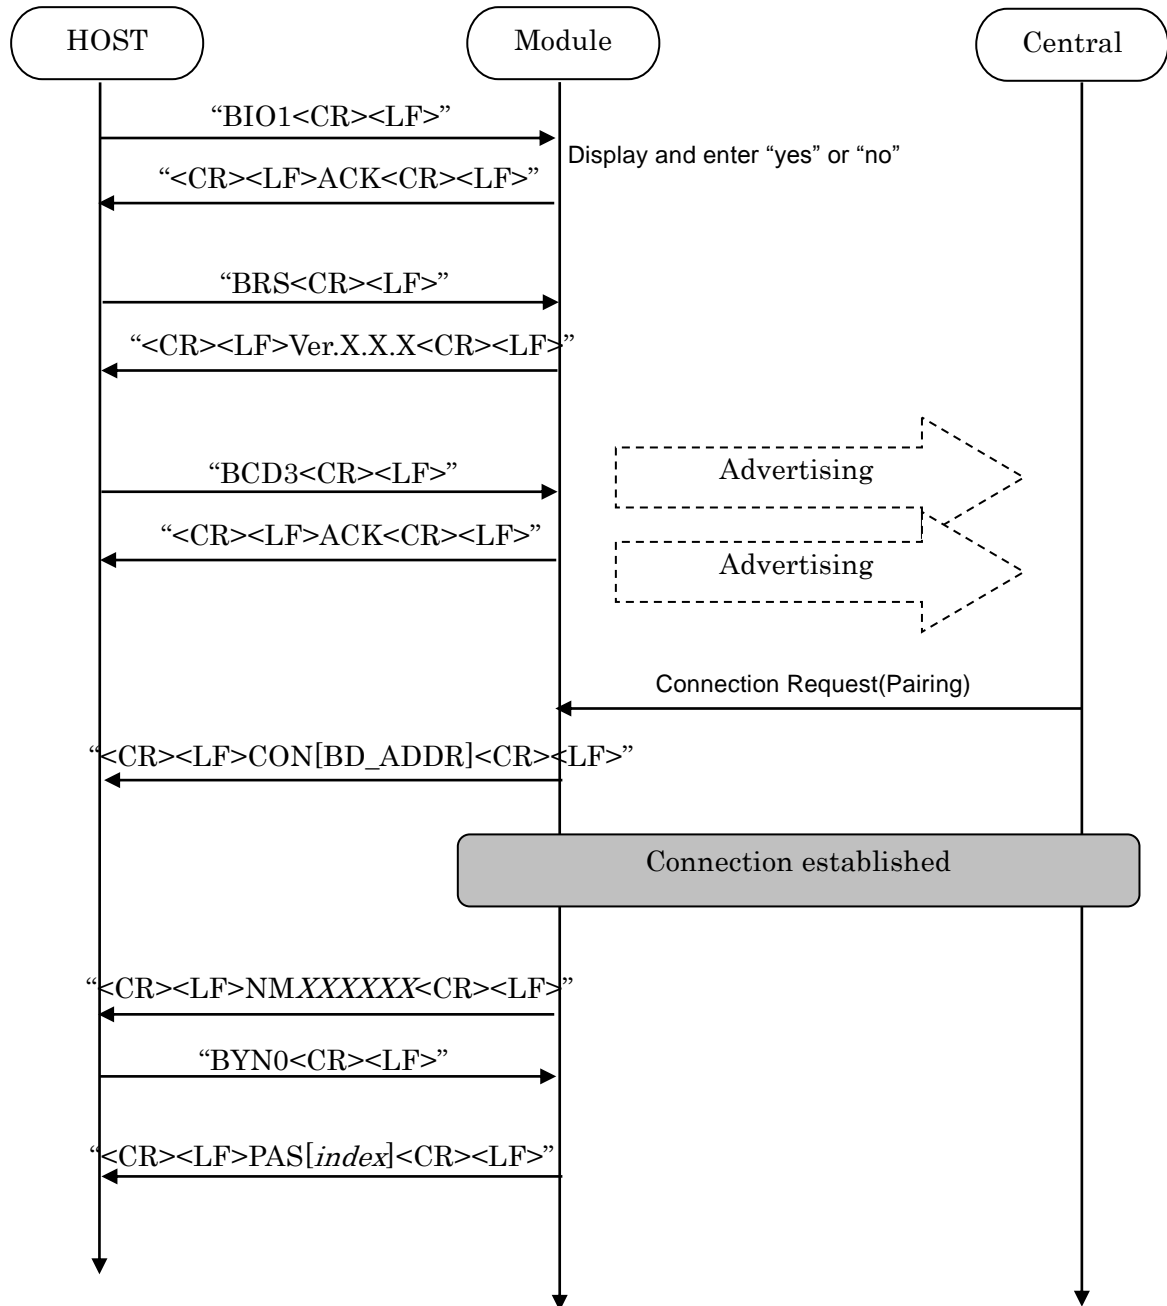 HOST
Module
Central
“BIO1<CR><LF>”
Display and enter “yes” or “no”
“<CR><LF>ACK<CR><LF>”
“BRS<CR><LF>”
“<CR><LF>Ver.X.X.X<CR><LF>”
“BCD3<CR><LF>”
Advertising
“<CR><LF>ACK<CR><LF>”
Advertising
Connection Request(Pairing)
“<CR><LF>CON[BD_ADDR]<CR><LF>”
Connection established
“<CR><LF>NMXXXXXX<CR><LF>”
“BYN0<CR><LF>”
“<CR><LF>PAS[index]<CR><LF>”